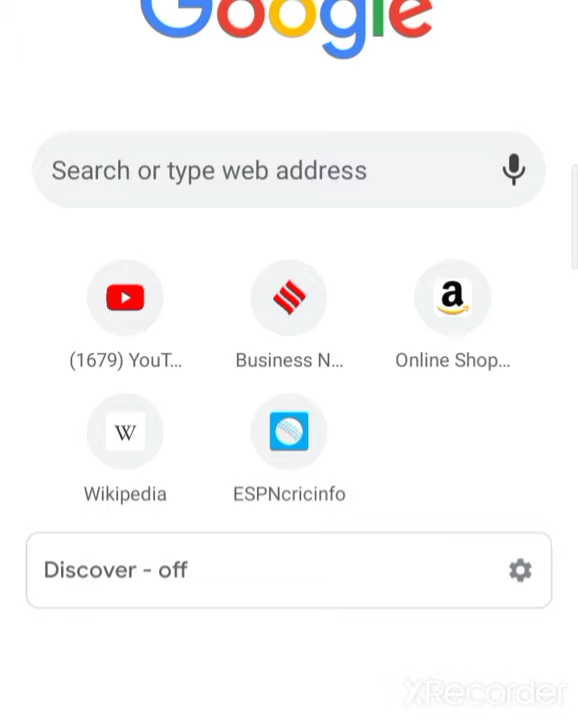 Google
Search or type web address
(1679) YouT...
Business N...
a
Online Shop...
W
Wikipedia
ESPNcricinfo
Discover - off
XRecorder